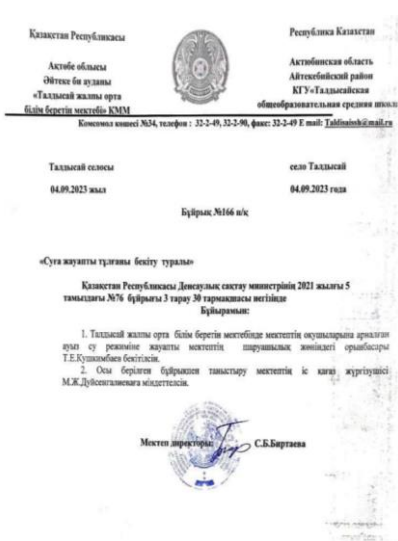 Қазақстан Республикасы
Ақтөбе облысы
Әйтеке би ауданы
«Талдысай жалпы орта
білім беретін мектебі» КММ
Республика Казахстан
Актюбинская область
Айтекебийский район
КГУ«Талдысайская
общеобразовательная средняя школа
Комсомол көшесі №34, телефон : 32-2-49, 32-2-90, факс: 32-2-49 E mail: Taldisaissh@mail.ru
Талдысай селосы
село Талдысай
04.09.2023 жыл
04.09.2023 года
Бұйрық №166 н/қ
«Суға жауапты тұлғаны бекіту туралы»
Қазақстан Республикасы Денсаулық сақтау министрінің 2021 жылғы 5
тамыздағы №76 бұйрығы 3 тарау 30 тармақшасы негізінде
Бұйырамын:
1. Талдысай жалпы орта білім беретін мектебінде мектептің оқушыларына арналған
ауыз су режиміне жауапты мектептің шаруашылық жөніндегі орынбасары
Т.Е.Кушкимбаев бекітілсін.
2. Осы берілген бұйрықпен таныстыру мектептің іс қағаз жүргізушісі
М.Ж.Дуйсенгалиеваға міндеттелсін.
Мектеп директоры:
С.Б.Биртаева